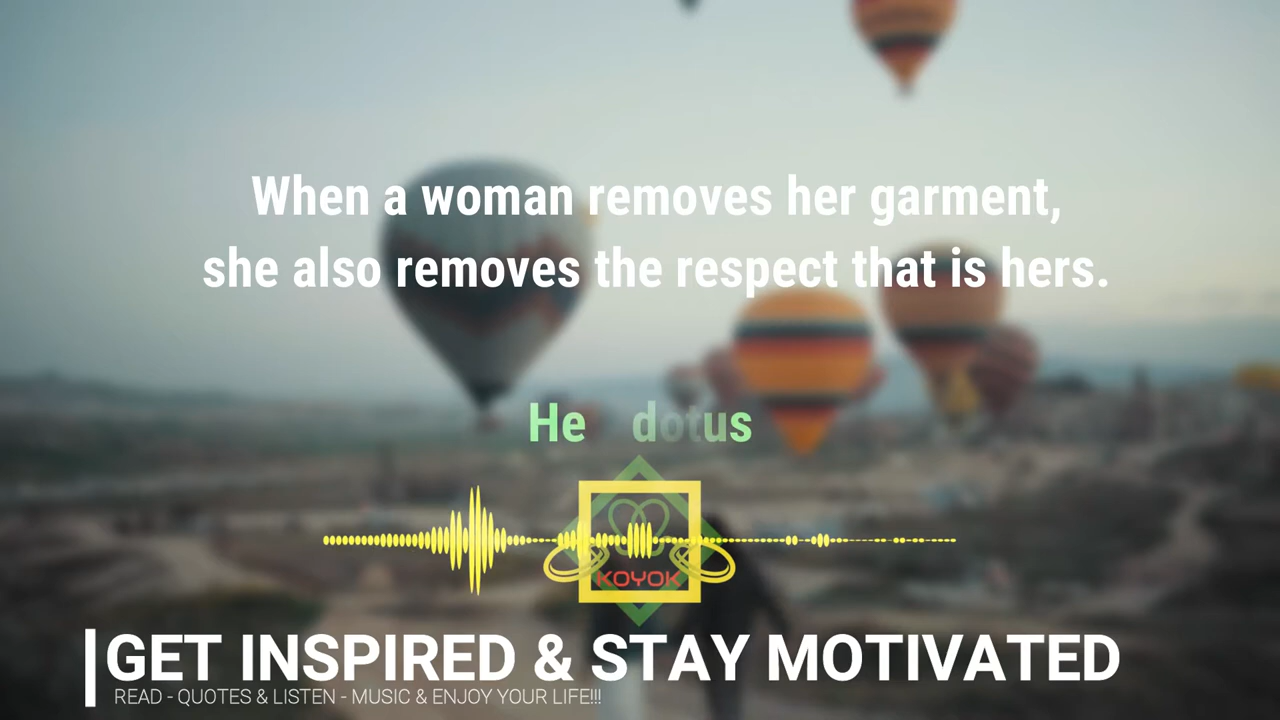 When a woman removes her garment,
she also removes the respect that is hers.
He dotus
KOYOK
GET INSPIRED & STAY MOTIVATED
READ - QUOTES & LISTEN - MUSIC & ENJOY YOUR LIFE!!!